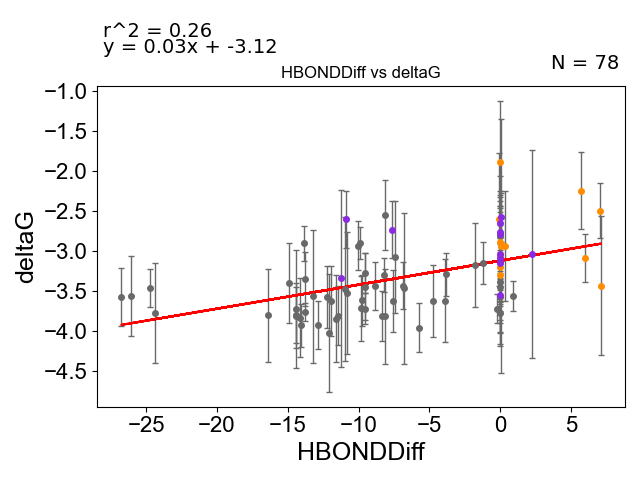 r^2 = 0.26
y = 0.03x + -3.12
N = 78
HBONDDiff vs deltaG
−1.0
−1.5
−2.0
−2.5
−3.0
−3.5
−4.0
−4.5
deltaG
−25 −20 −15 −10 −5 0 5
HBONDDiff